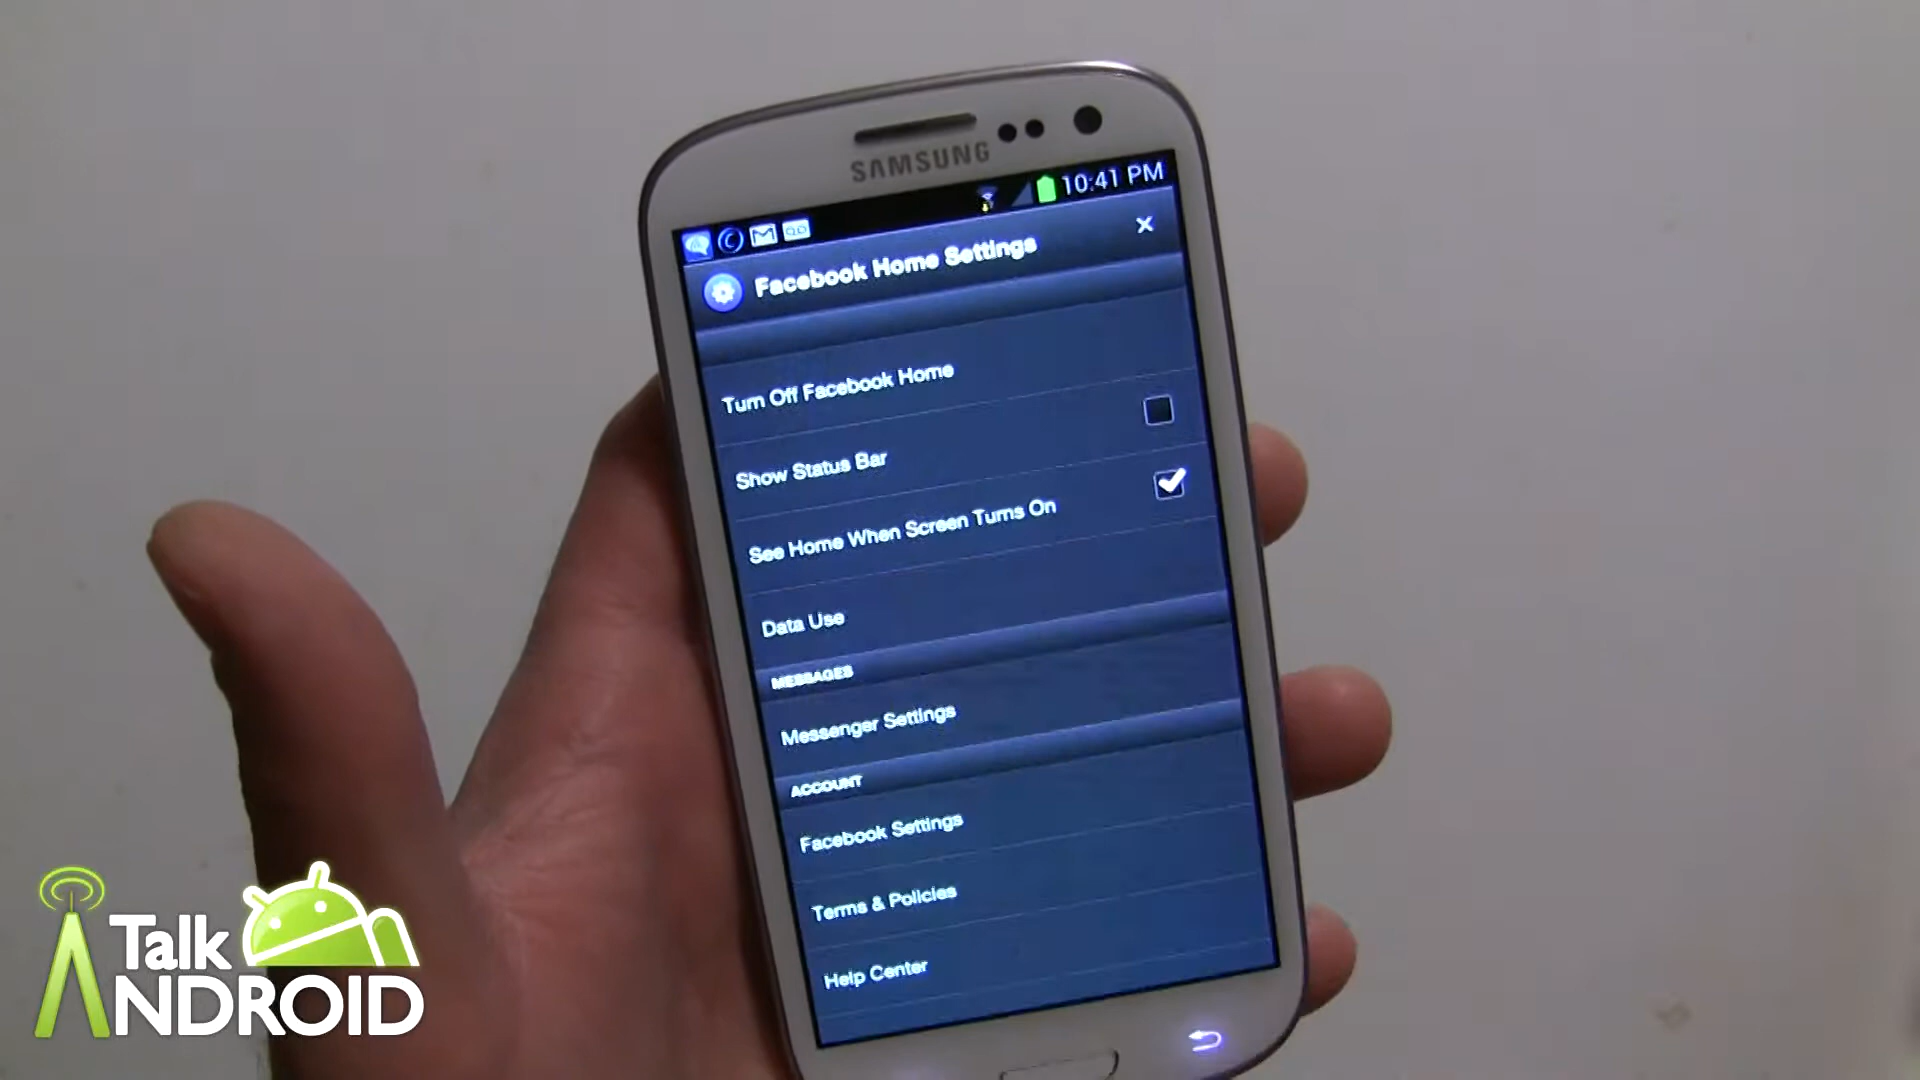 SAMSUNG
10:41 PM
Facebook Home Settings
Turn Off Facebook Home
Show Status Bar
See Home When Screen Turns On
Data Use
MESSAGES
Messenger Settings
ACCOUNT
Facebook Settings
Terms & Policies
Help Center
Talk
ANDROID